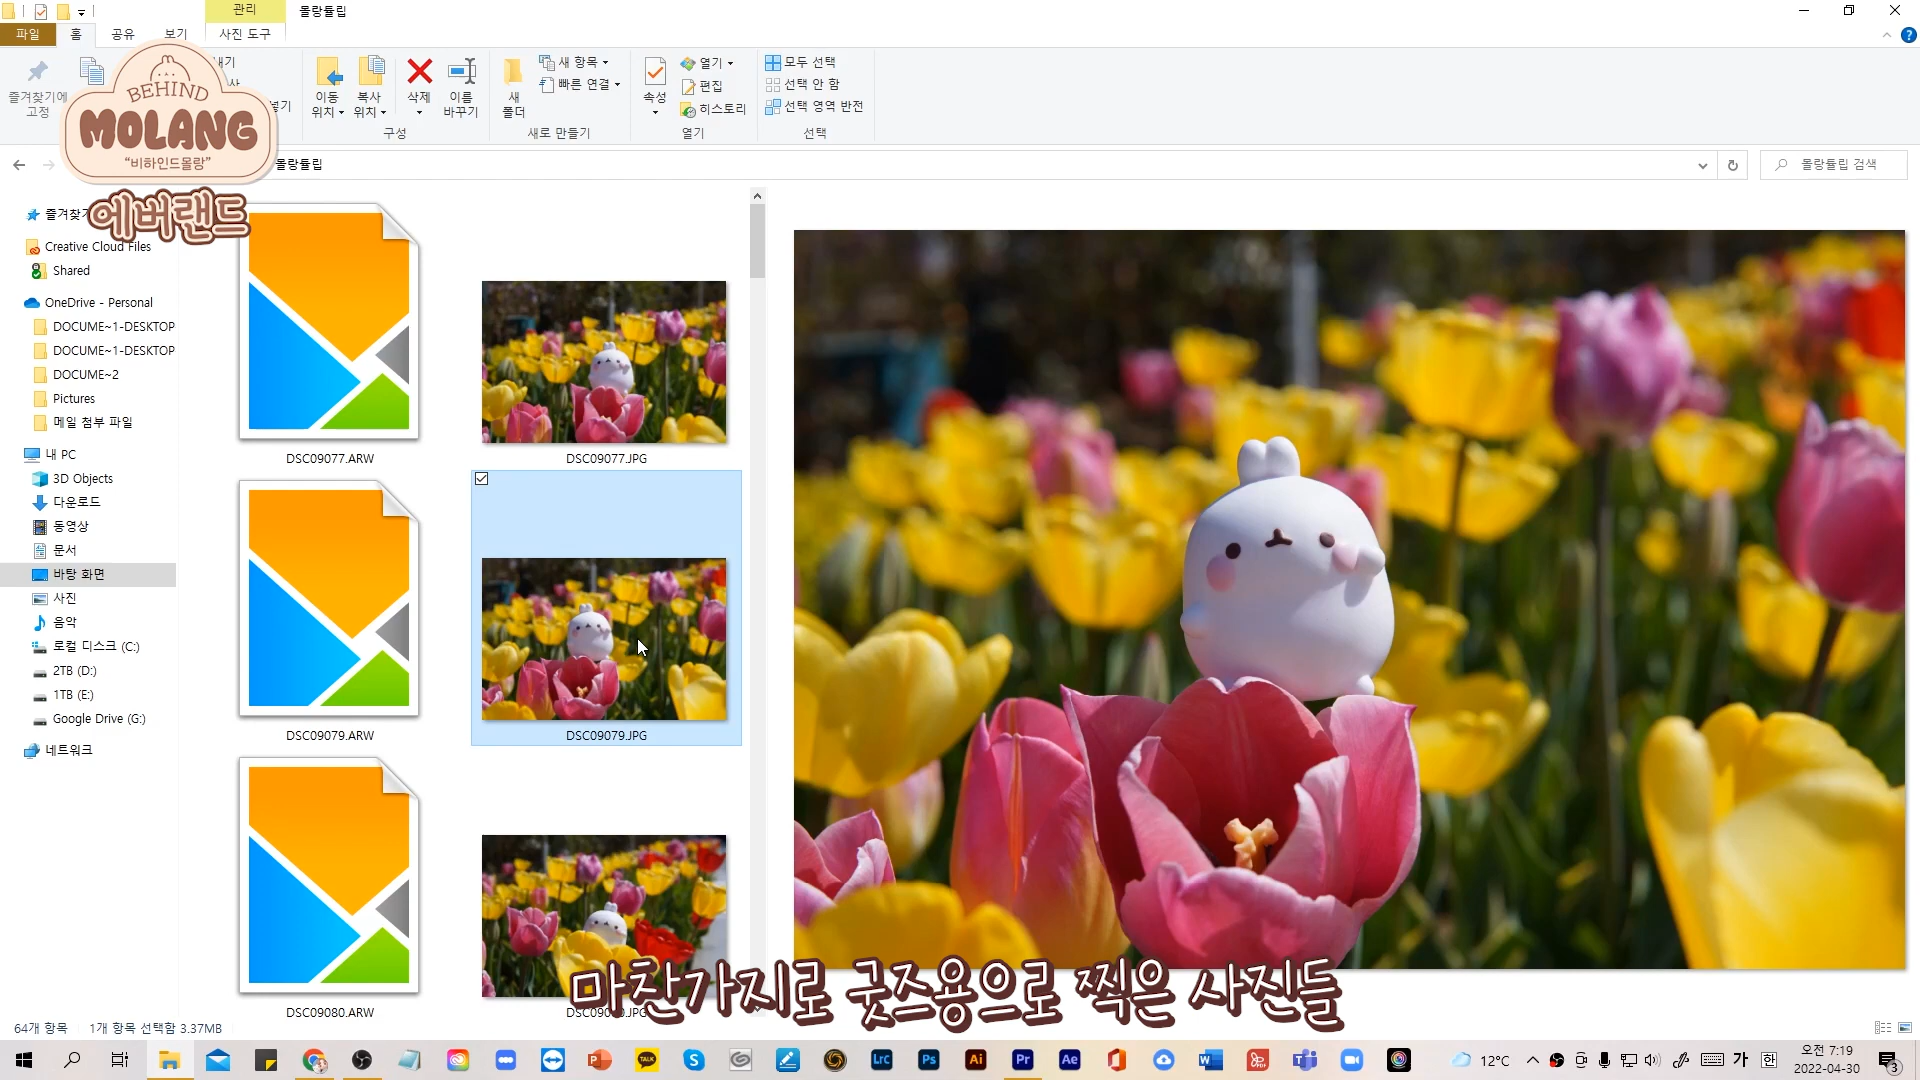 관리
몰랑튤립
파일
홈
공유
보기
사진 도구
즐겨찾기에
고정
이동
위치
복사
위치
삭제
이름
바꾸기
구성
새
폴더
새 항목
빠른 연결
새로 만들기
속성
열기
편집
히스토리
열기
모두 선택
선택 안 함
선택 영역 반전
선택
BEHIND
MOLANG
"비하인드몰랑"
에버랜드
몰랑튤립
몰랑튤립 검색
Creative Cloud Files
Shared
OneDrive - Personal
DOCUME~1-DESKTOP
DOCUME~1-DESKTOP
DOCUME~2
Pictures
메일 첨부 파일
내 PC
3D Objects
다운로드
동영상
문서
바탕 화면
사진
음악
로컬 디스크 (C:)
2TB (D:)
1TB (E:)
Google Drive (G:)
네트워크
DSC09077.ARW
DSC09077.JPG
DSC09079.ARW
DSC09079.JPG
DSC09080.ARW
마찬가지로 굿즈용으로 찍은 사진들
64개 항목
1개 항목 선택함 3.37MB
TALK
Lrc
Ps
Ai
Pr
Ae
12°C
가
한
오전 7:19
2022-04-30
3